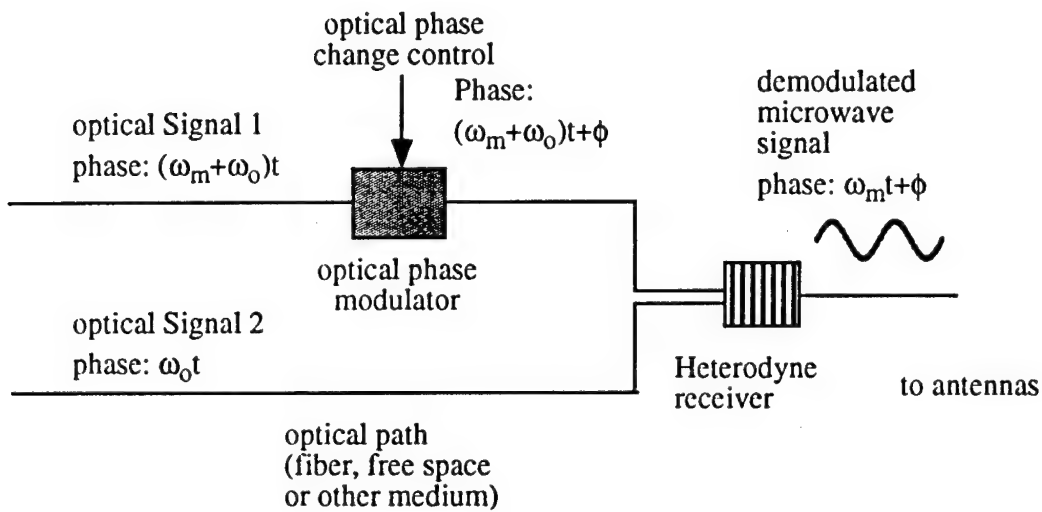 optical phase
change control
Phase:
(ωm+ωo)t+ϕ
optical Signal 1
phase: (ωm+ωo)t
demodulated
microwave
signal
phase: ωmt+ϕ
optical phase
modulator
optical Signal 2
phase: ωot
Heterodyne
receiver
to antennas
optical path
(fiber, free space
or other medium)